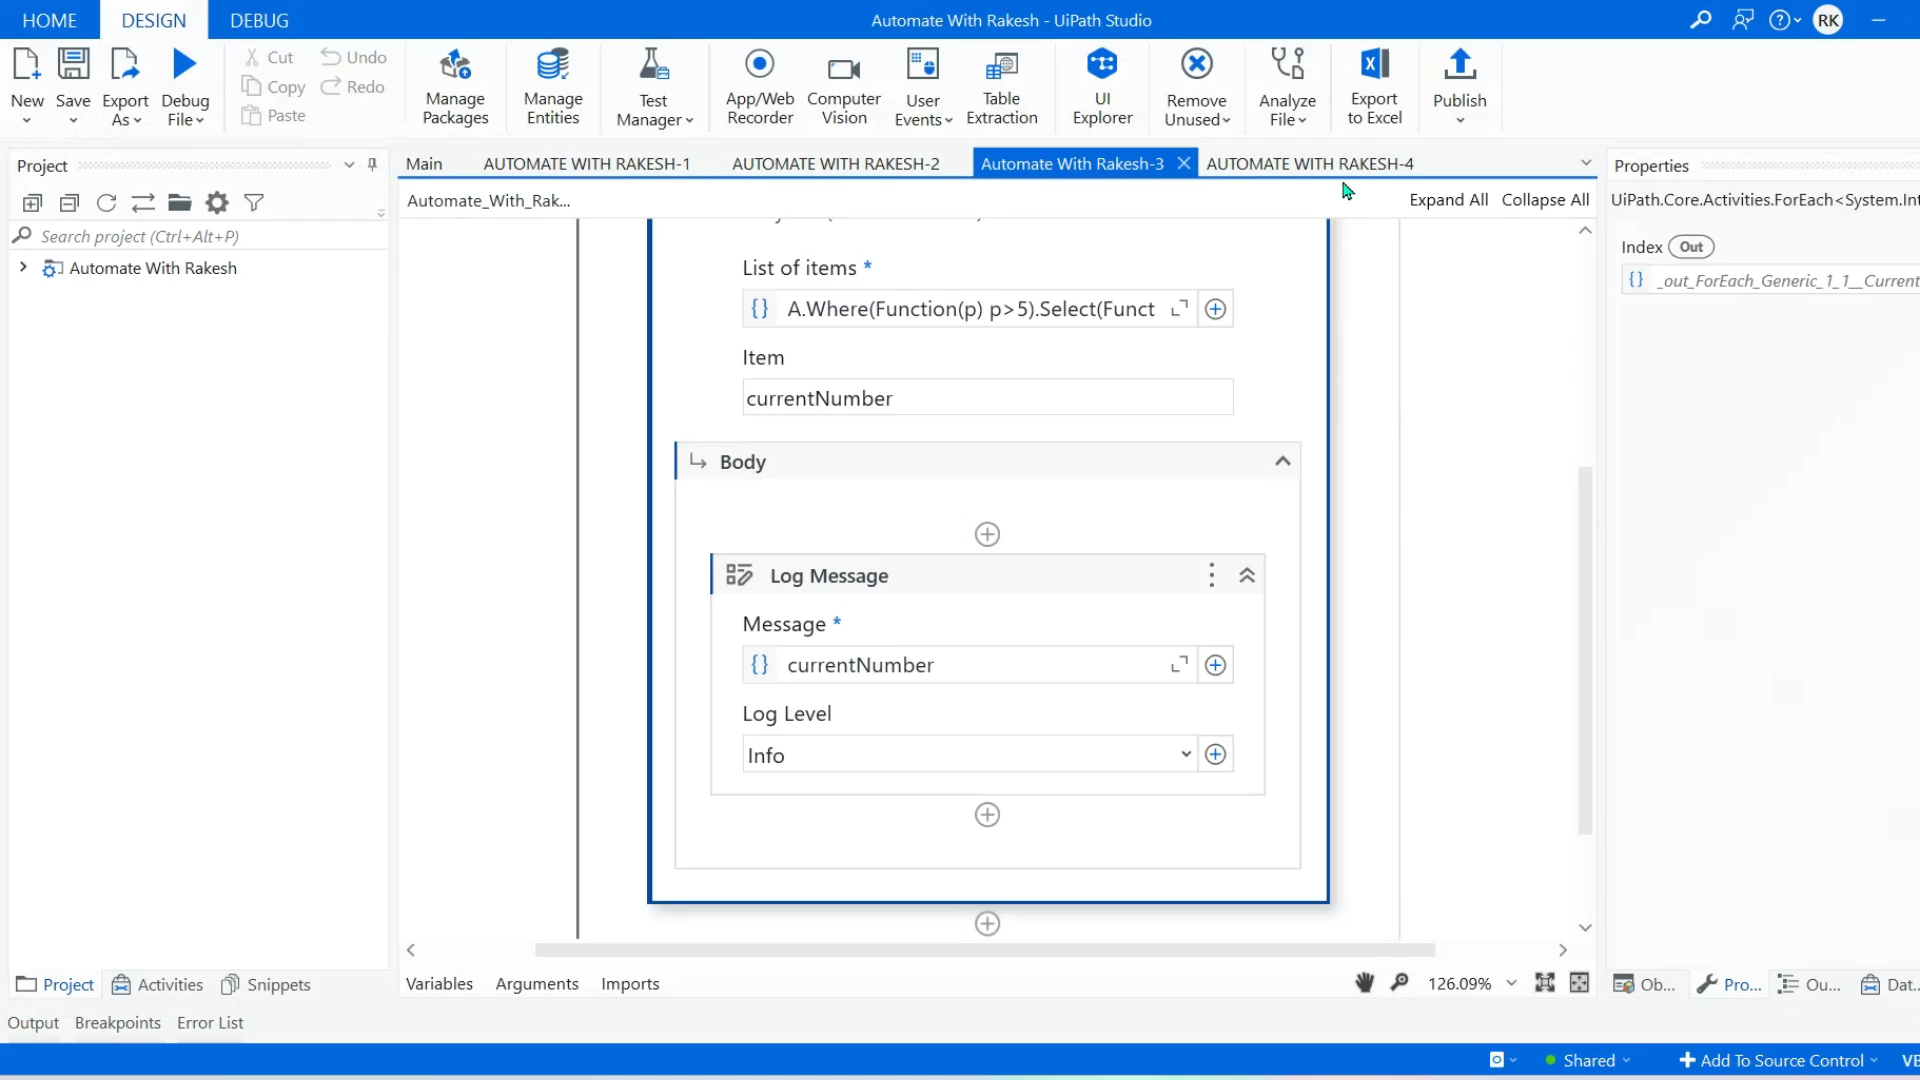 HOME DESIGN DEBUG Automate With Rakesh - UiPath Studio RK
New Save Export As Debug File
Cut Copy Paste Undo Redo
Manage Packages
Manage Entities
Test Manager
App/Web Recorder
Computer Vision
User Events
Table Extraction
UI Explorer
Remove Unused
Analyze File
Export to Excel
Publish
Project
Search project (Ctrl+Alt+P)
Automate With Rakesh
Main AUTOMATE WITH RAKESH-1 AUTOMATE WITH RAKESH-2 Automate With Rakesh-3 AUTOMATE WITH RAKESH-4
Automate_With_Rak... Expand All Collapse All
List of items *
{} A.Where(Function(p) p>5).Select(Funct
Item
currentNumber
Body
Log Message
Message *
{} currentNumber
Log Level
Info
Variables Arguments Imports 126.09%
Properties
UiPath.Core.Activities.ForEach<System.Int
Index Out
{} _out_ForEach_Generic_1_1__Current
Project Activities Snippets
Ob... Pro... Ou... Dat...
Output Breakpoints Error List
Shared Add To Source Control VB